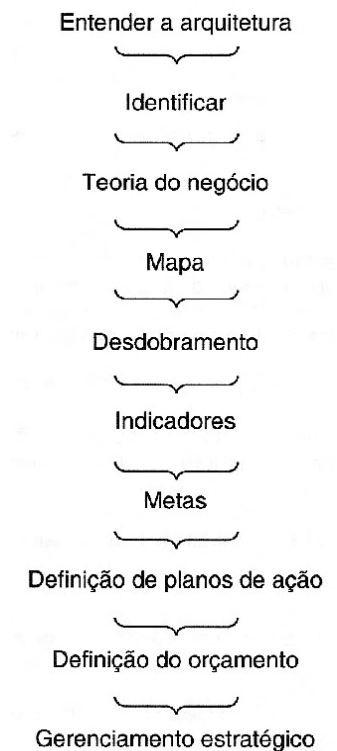 Entender a arquitetura
Identificar
Teoria do negócio
Mapa
Desdobramento
Indicadores
Metas
Definição de planos de ação
Definição do orçamento
Gerenciamento estratégico